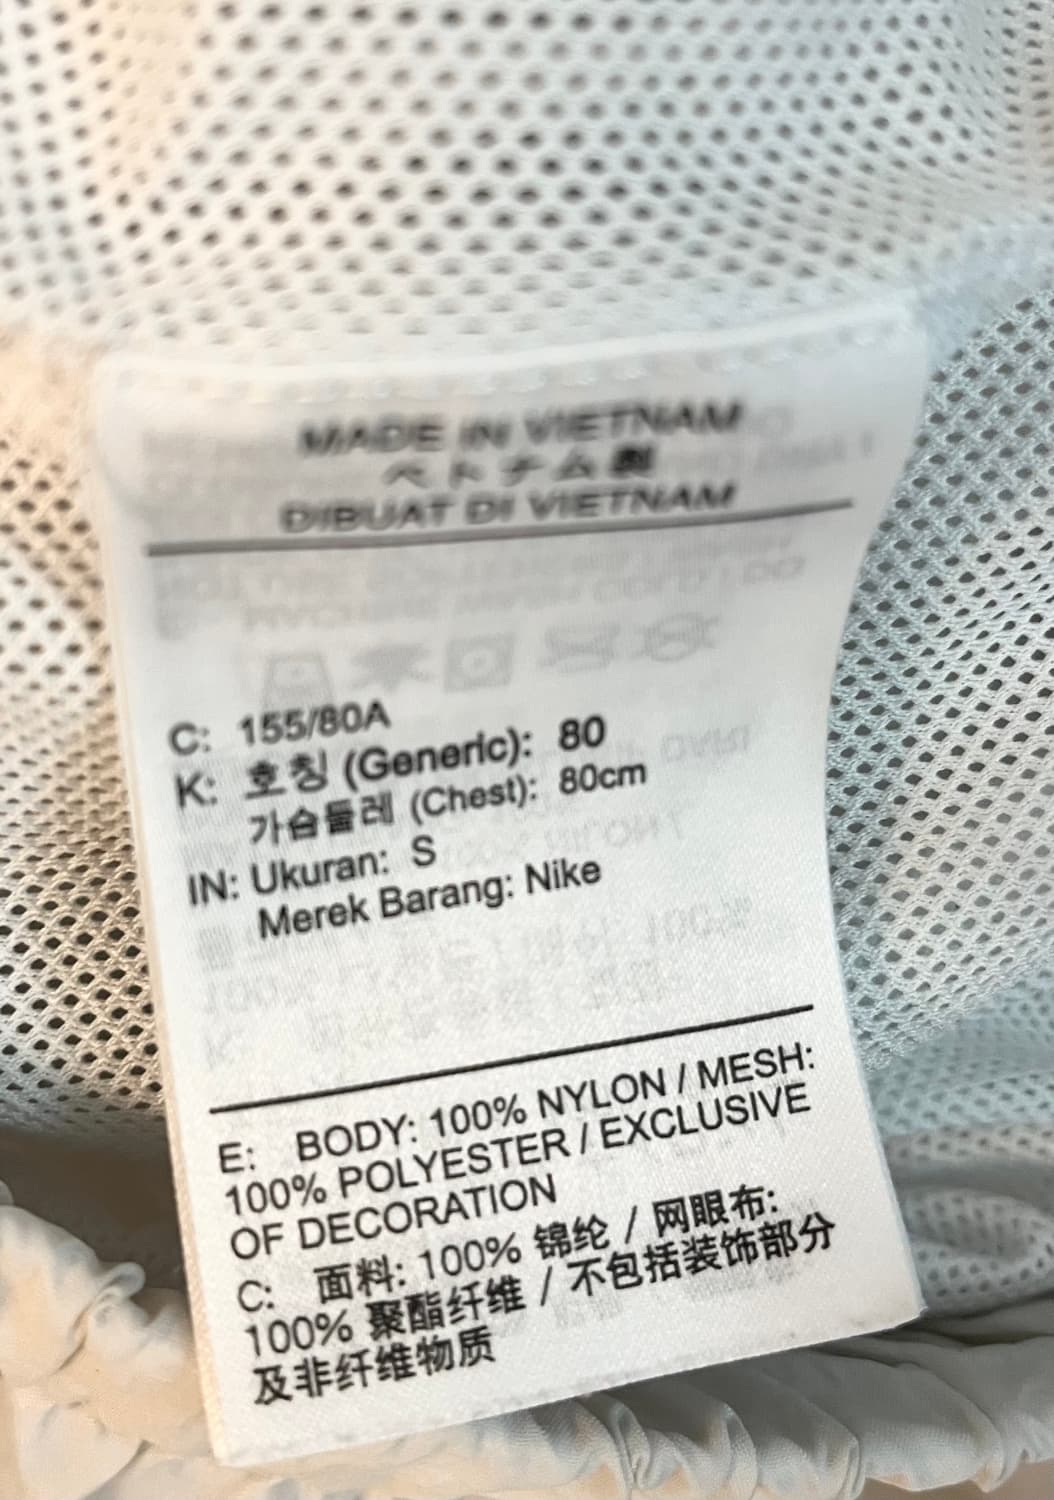 MADE IN VIETNAM
ベトナム製
DIBUAT DI VIETNAM
C: 155/80A
K: 호칭 (Generic): 80
가슴둘레 (Chest): 80cm
IN: Ukuran: S
Merek Barang: Nike
E: BODY: 100% NYLON / MESH:
100% POLYESTER / EXCLUSIVE
OF DECORATION
C: 面料: 100% 锦纶 / 网眼布:
100% 聚酯纤维 / 不包括装饰部分
及非纤维物质